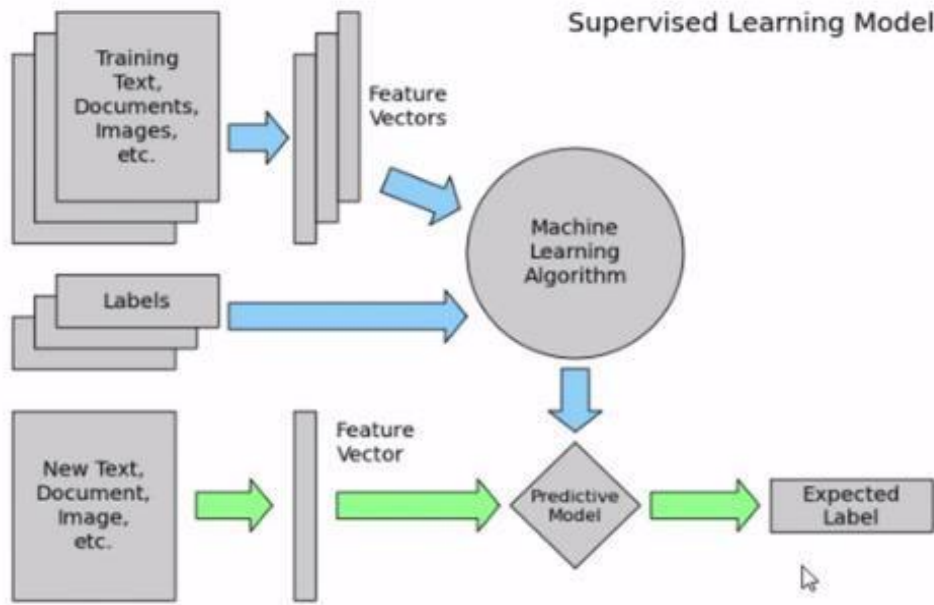 Supervised Learning Model
Training
Text,
Documents,
Images,
etc.
Feature
Vectors
Machine
Learning
Algorithm
Labels
New Text,
Document,
Image,
etc.
Feature
Vector
Predictive
Model
Expected
Label